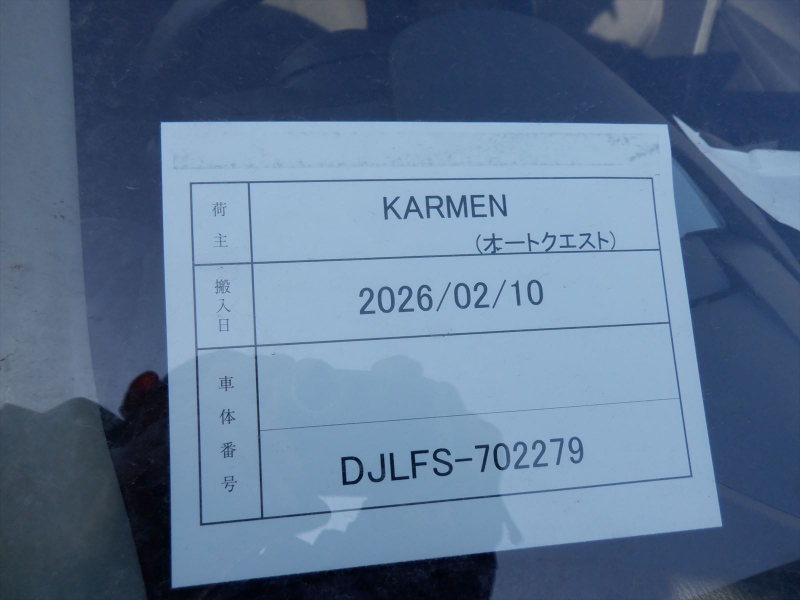 荷主
KARMEN
(オートクエスト)
搬入日
2026/02/10
車体番号
DJLFS-702279